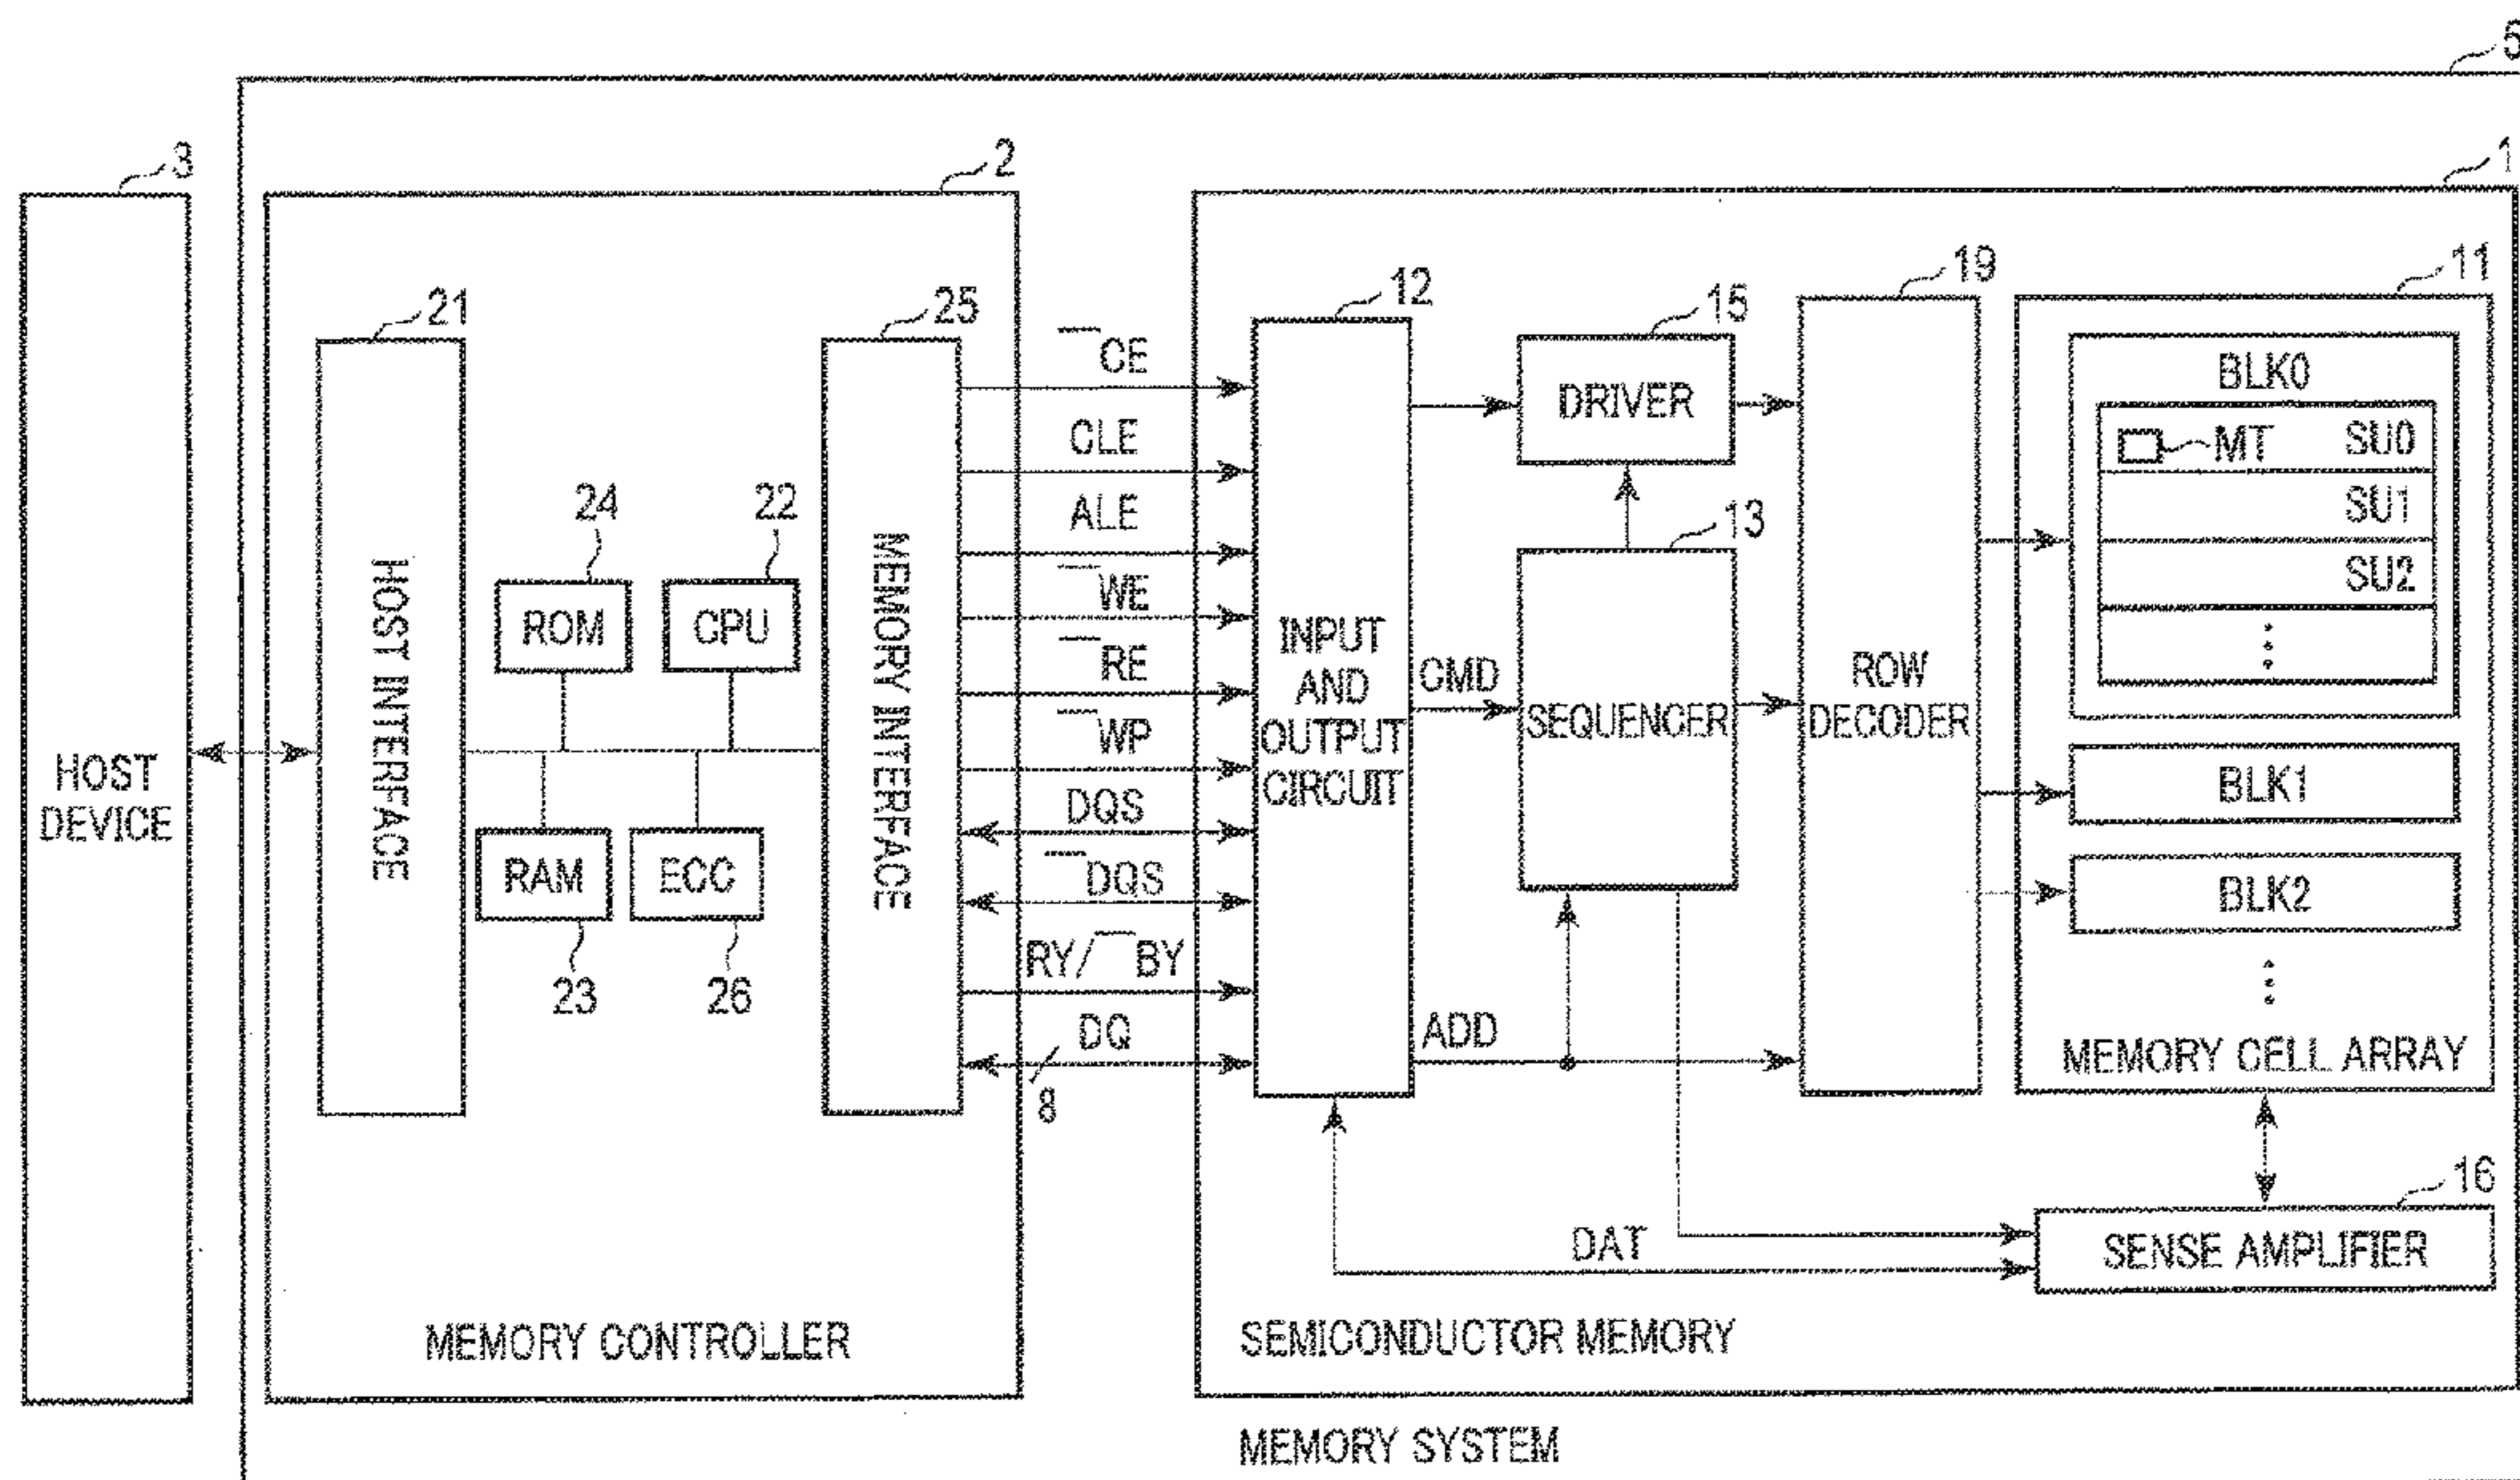 5
3
2
1
HOST
DEVICE
21
HOST INTERFACE
24
ROM
22
CPU
RAM
23
ECC
26
25
MEMORY INTERFACE
MEMORY CONTROLLER
‾CE
CLE
ALE
‾WE
‾RE
‾WP
DQS
‾DQS
RY/‾BY
DQ
8
12
INPUT
AND
OUTPUT
CIRCUIT
CMD
ADD
DAT
15
DRIVER
13
SEQUENCER
19
ROW
DECODER
11
BLK0
MT SU0
SU1
SU2
BLK1
BLK2
MEMORY CELL ARRAY
16
SENSE AMPLIFIER
SEMICONDUCTOR MEMORY
MEMORY SYSTEM